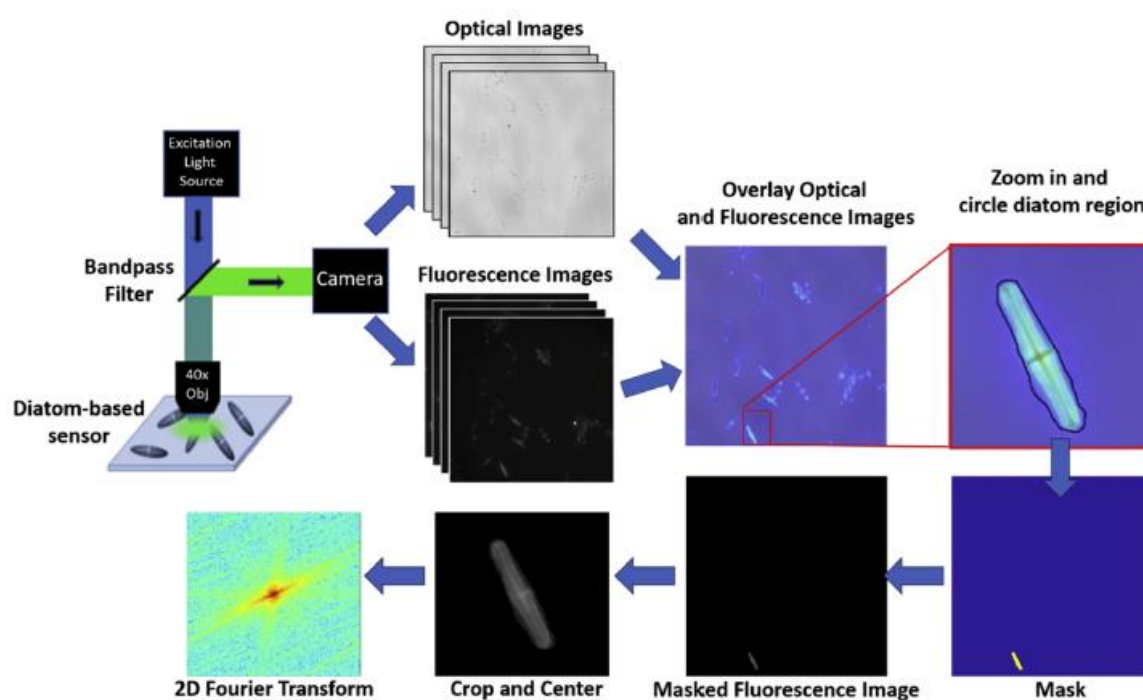 Optical Images
Excitation
Light
Source
Bandpass
Filter
Camera
Fluorescence Images
Overlay Optical
and Fluorescence Images
Zoom in and
circle diatom region
40x
Obj
Diatom-based
sensor
2D Fourier Transform
Crop and Center
Masked Fluorescence Image
Mask